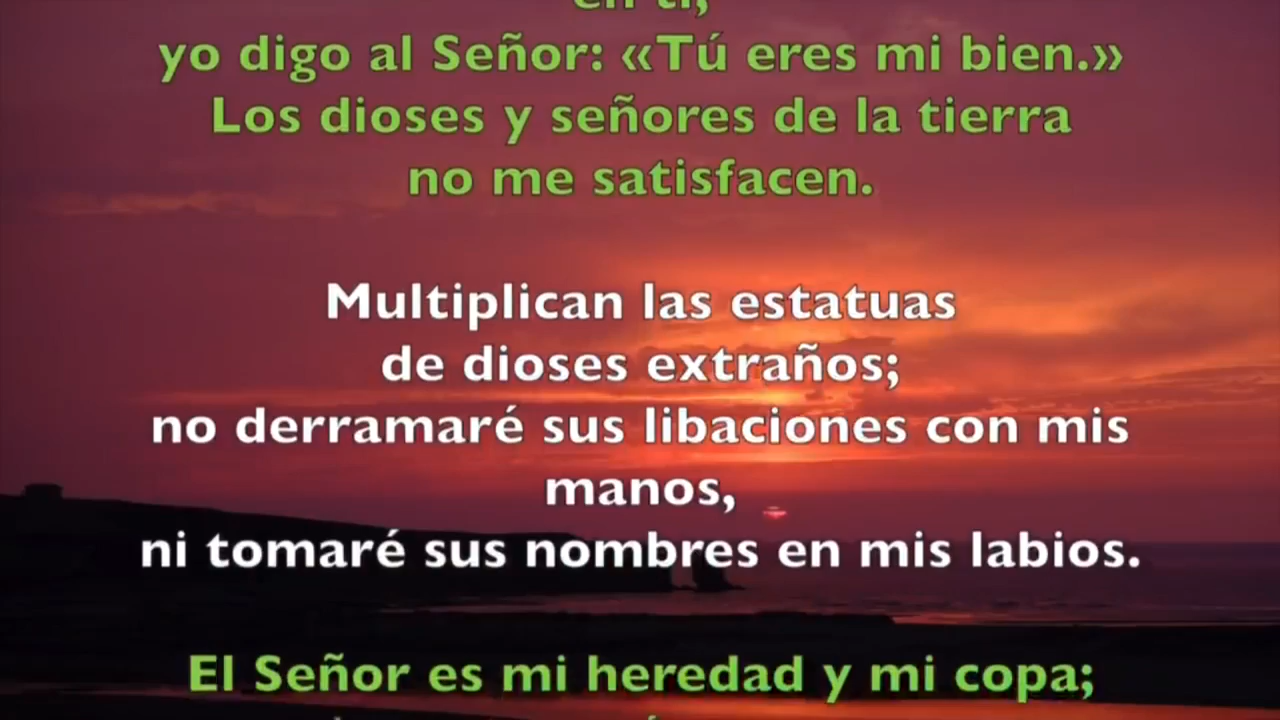 en ti,
yo digo al Señor: «Tú eres mi bien.»
Los dioses y señores de la tierra
no me satisfacen.
Multiplican las estatuas
de dioses extraños;
no derramaré sus libaciones con mis
manos,
ni tomaré sus nombres en mis labios.
El Señor es mi heredad y mi copa;